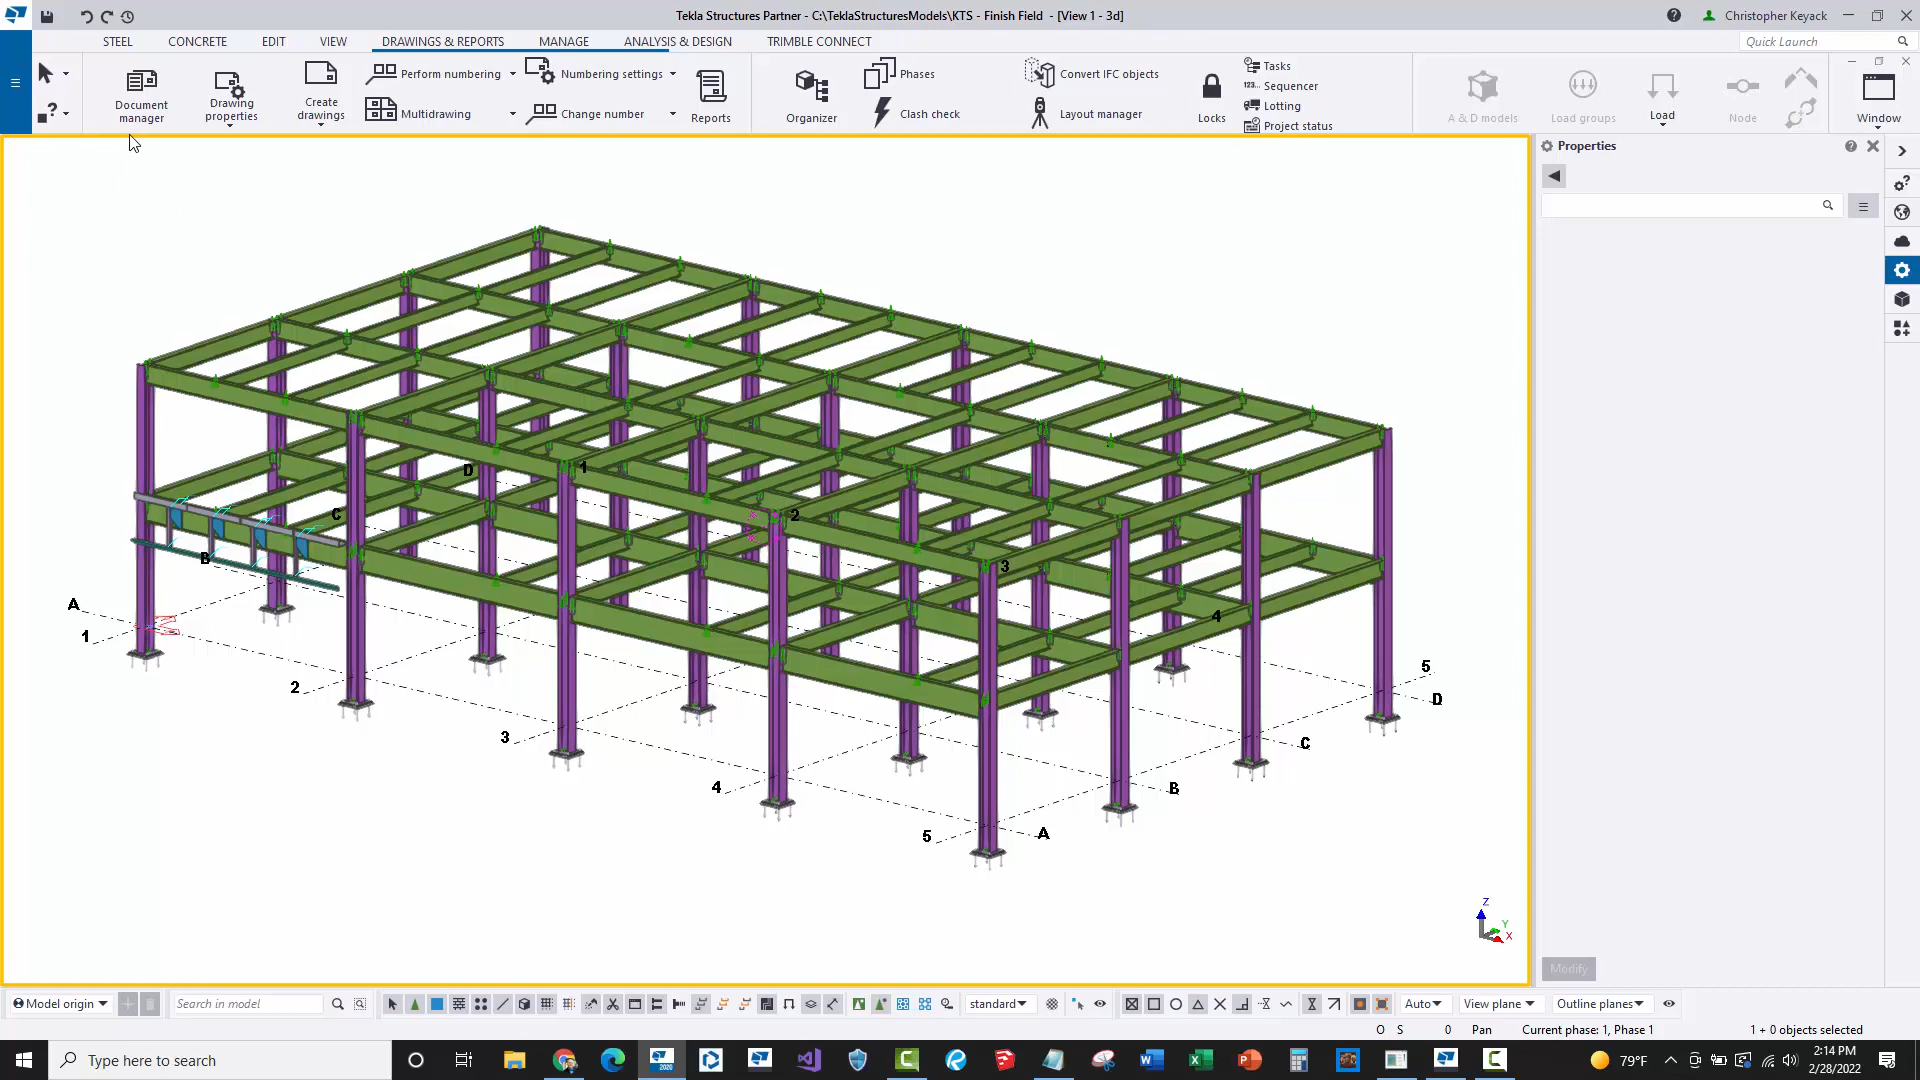 Tekla Structures Partner - C:\TeklaStructuresModels\KTS - Finish Field - [View 1 - 3d]
Christopher Keyack
STEEL
CONCRETE
EDIT
VIEW
DRAWINGS & REPORTS
MANAGE
ANALYSIS & DESIGN
TRIMBLE CONNECT
Quick Launch
Document manager
Drawing properties
Create drawings
Perform numbering
Multidrawing
Numbering settings
Change number
Reports
Organizer
Phases
Clash check
Convert IFC objects
Layout manager
Locks
Tasks
Sequencer
Lotting
Project status
A & D models
Load groups
Load
Node
Window
Properties
D
1
C
2
B
3
A
1
4
2
5
D
3
C
4
B
5
A
Z
Y
X
Modify
Model origin
Search in model
standard
Auto
View plane
Outline planes
O S
0
Pan
Current phase: 1, Phase 1
1 + 0 objects selected
Type here to search
2020
79°F
2:14 PM
2/28/2022